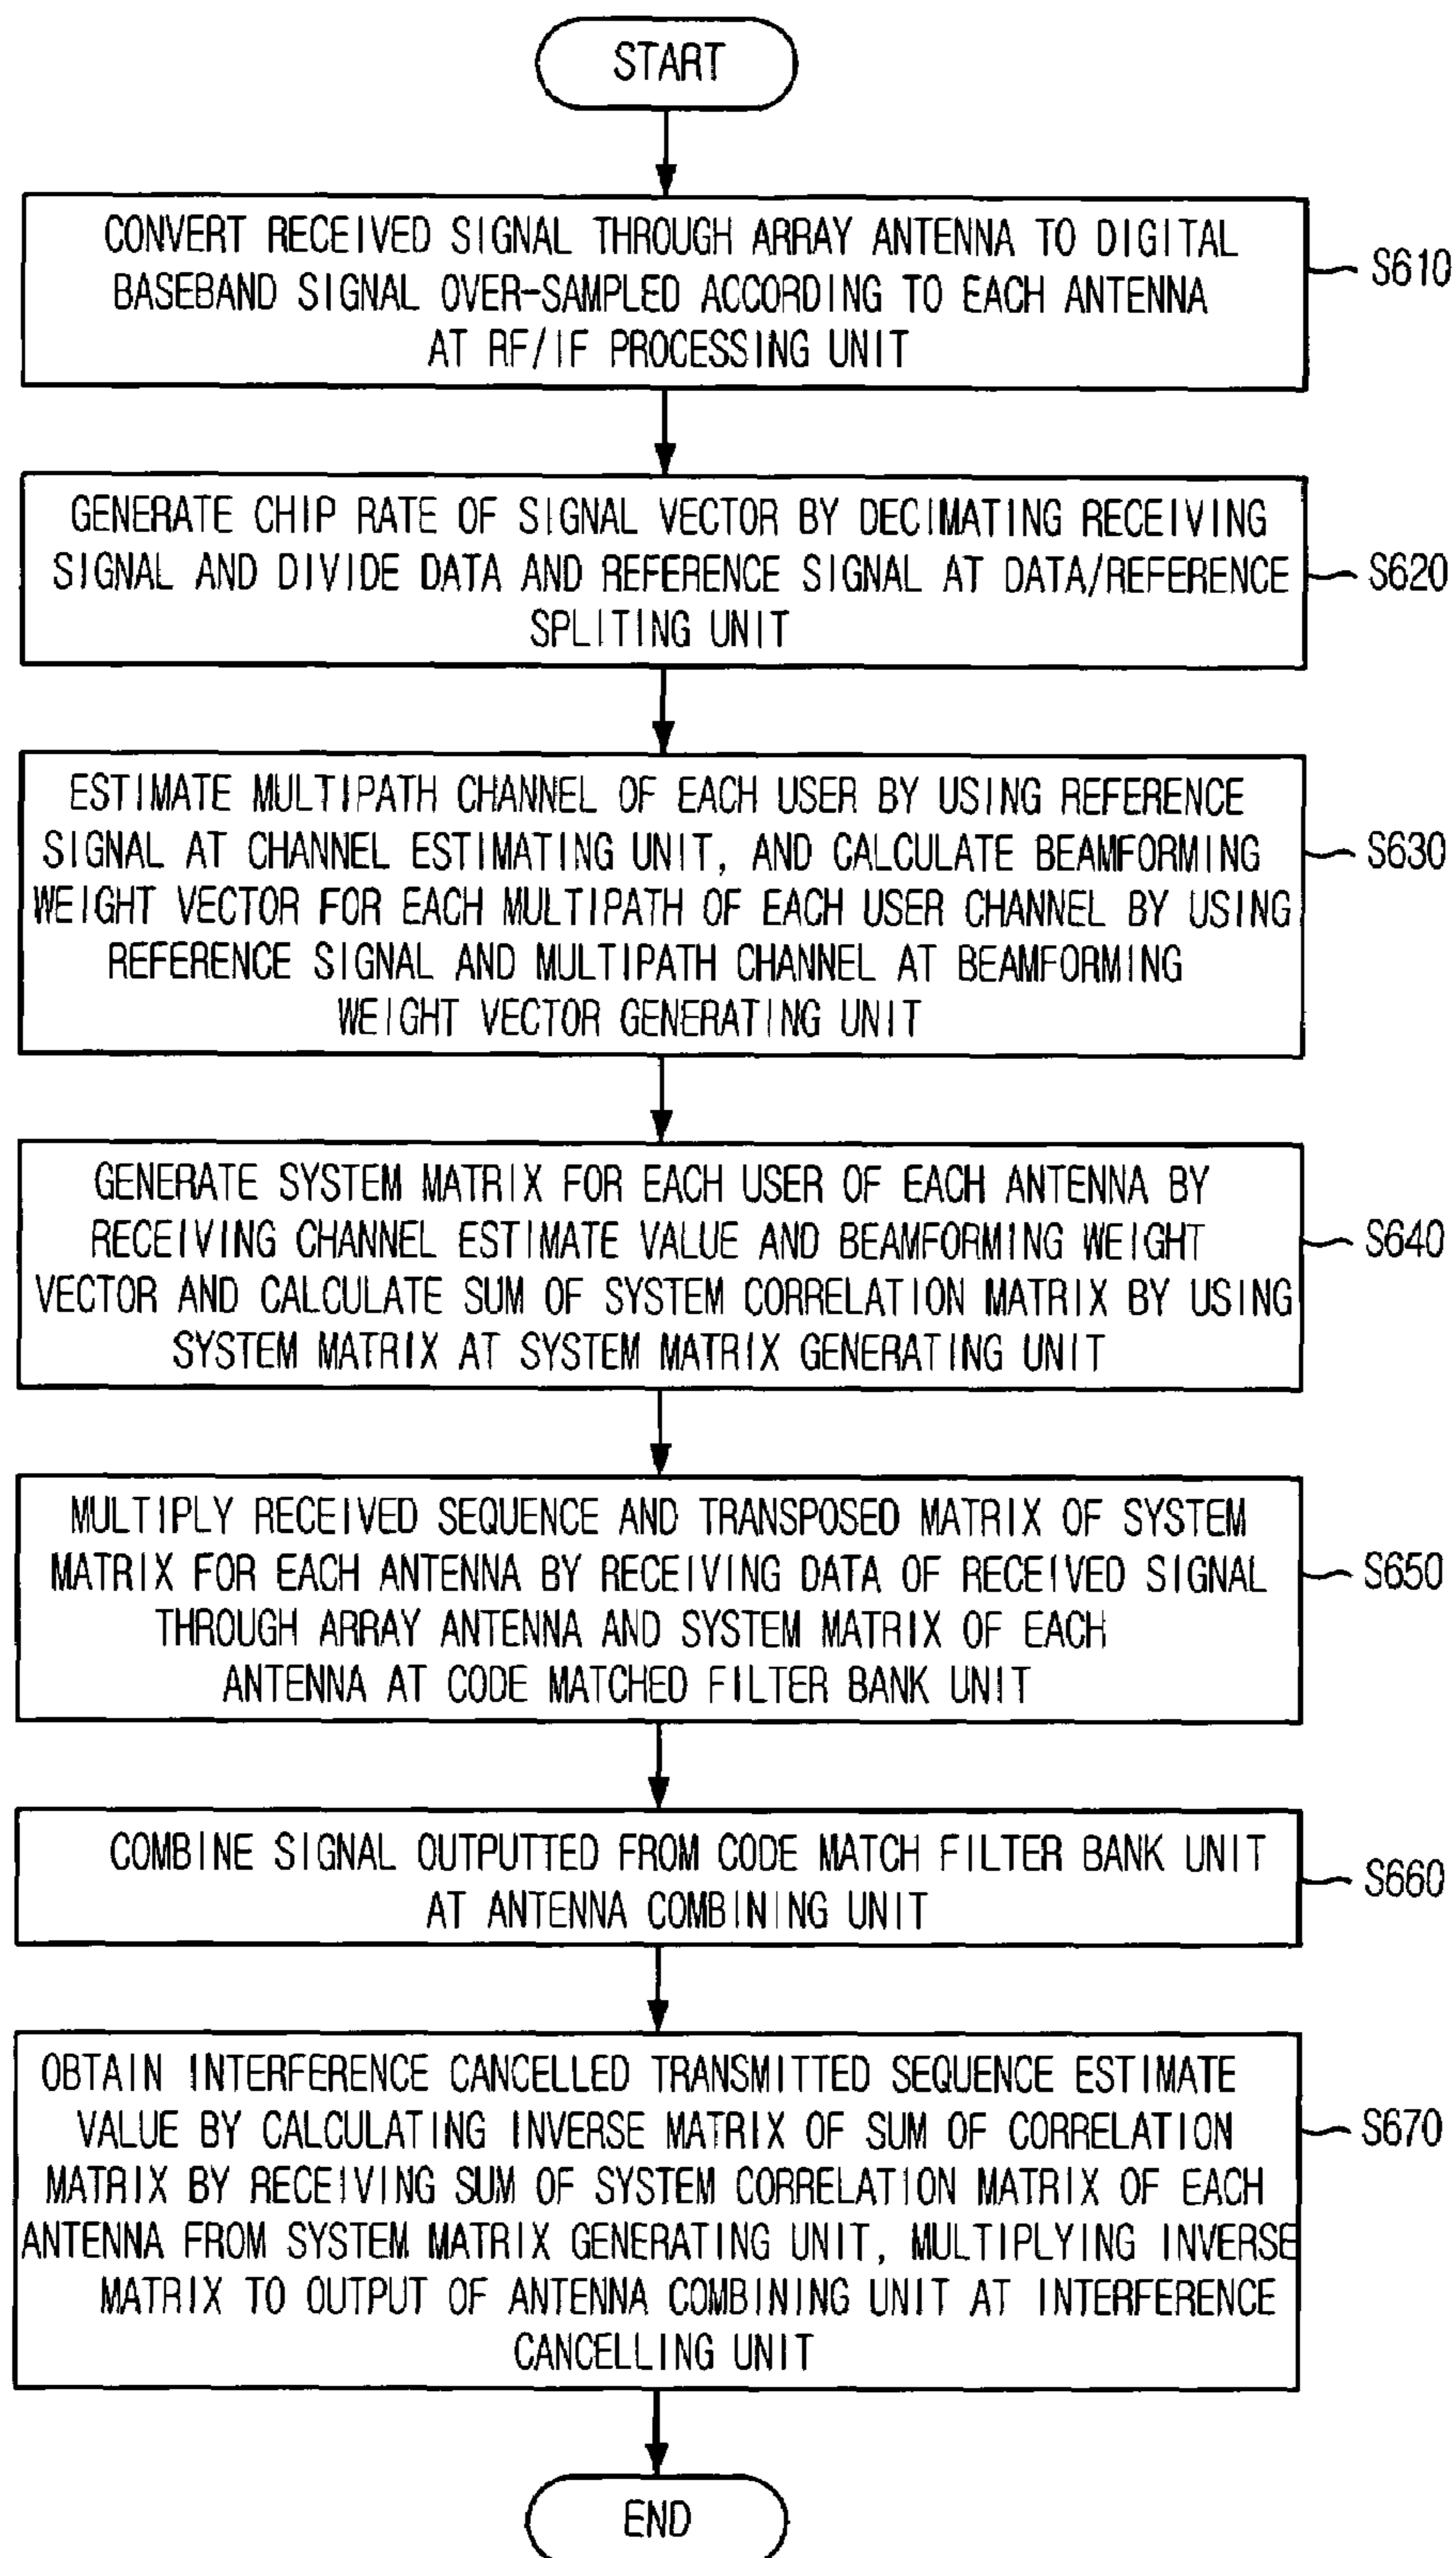 START
CONVERT RECEIVED SIGNAL THROUGH ARRAY ANTENNA TO DIGITAL
BASEBAND SIGNAL OVER-SAMPLED ACCORDING TO EACH ANTENNA
AT RF/IF PROCESSING UNIT
S610
GENERATE CHIP RATE OF SIGNAL VECTOR BY DECIMATING RECEIVING
SIGNAL AND DIVIDE DATA AND REFERENCE SIGNAL AT DATA/REFERENCE
SPLITING UNIT
S620
ESTIMATE MULTIPATH CHANNEL OF EACH USER BY USING REFERENCE
SIGNAL AT CHANNEL ESTIMATING UNIT, AND CALCULATE BEAMFORMING
WEIGHT VECTOR FOR EACH MULTIPATH OF EACH USER CHANNEL BY USING
REFERENCE SIGNAL AND MULTIPATH CHANNEL AT BEAMFORMING
WEIGHT VECTOR GENERATING UNIT
S630
GENERATE SYSTEM MATRIX FOR EACH USER OF EACH ANTENNA BY
RECEIVING CHANNEL ESTIMATE VALUE AND BEAMFORMING WEIGHT
VECTOR AND CALCULATE SUM OF SYSTEM CORRELATION MATRIX BY USING
SYSTEM MATRIX AT SYSTEM MATRIX GENERATING UNIT
S640
MULTIPLY RECEIVED SEQUENCE AND TRANSPOSED MATRIX OF SYSTEM
MATRIX FOR EACH ANTENNA BY RECEIVING DATA OF RECEIVED SIGNAL
THROUGH ARRAY ANTENNA AND SYSTEM MATRIX OF EACH
ANTENNA AT CODE MATCHED FILTER BANK UNIT
S650
COMBINE SIGNAL OUTPUTTED FROM CODE MATCH FILTER BANK UNIT
AT ANTENNA COMBINING UNIT
S660
OBTAIN INTERFERENCE CANCELLED TRANSMITTED SEQUENCE ESTIMATE
VALUE BY CALCULATING INVERSE MATRIX OF SUM OF CORRELATION
MATRIX BY RECEIVING SUM OF SYSTEM CORRELATION MATRIX OF EACH
ANTENNA FROM SYSTEM MATRIX GENERATING UNIT, MULTIPLYING INVERSE
MATRIX TO OUTPUT OF ANTENNA COMBINING UNIT AT INTERFERENCE
CANCELLING UNIT
S670
END